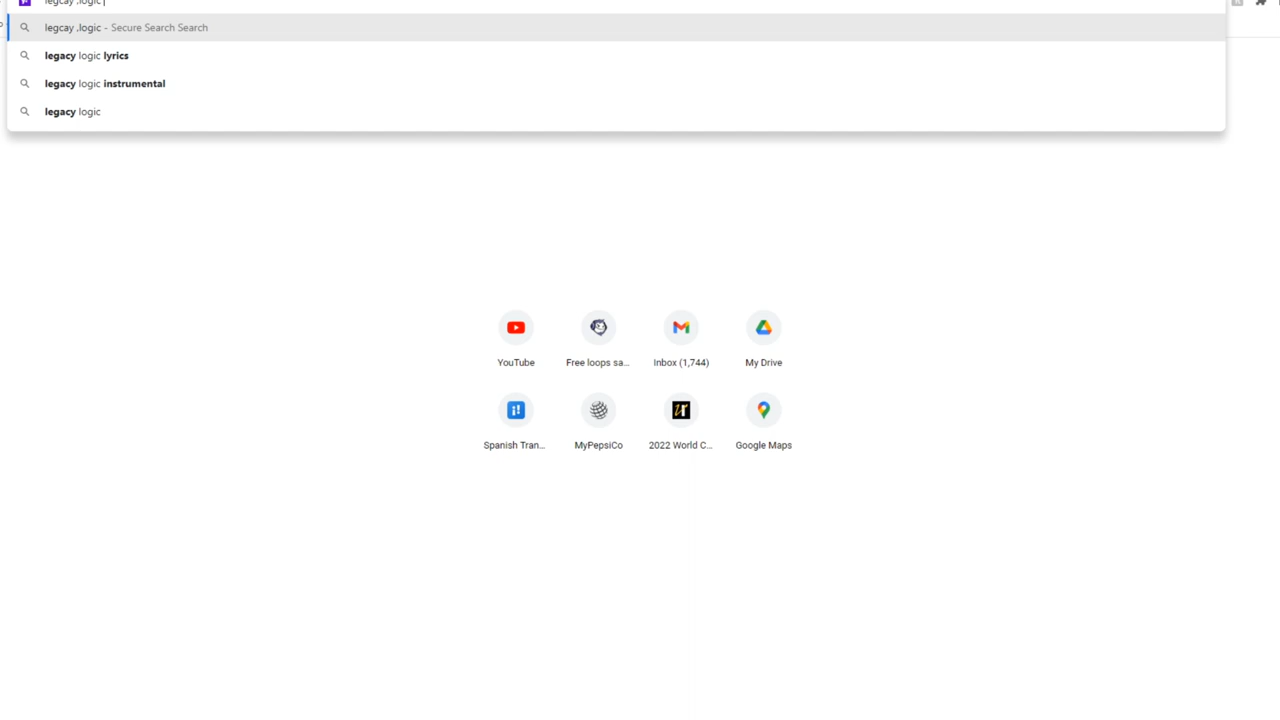 legcay .logic
legcay .logic - Secure Search Search
legacy logic lyrics
legacy logic instrumental
legacy logic
YouTube
Free loops sa...
Inbox (1,744)
My Drive
Spanish Tran...
MyPepsiCo
2022 World C...
Google Maps